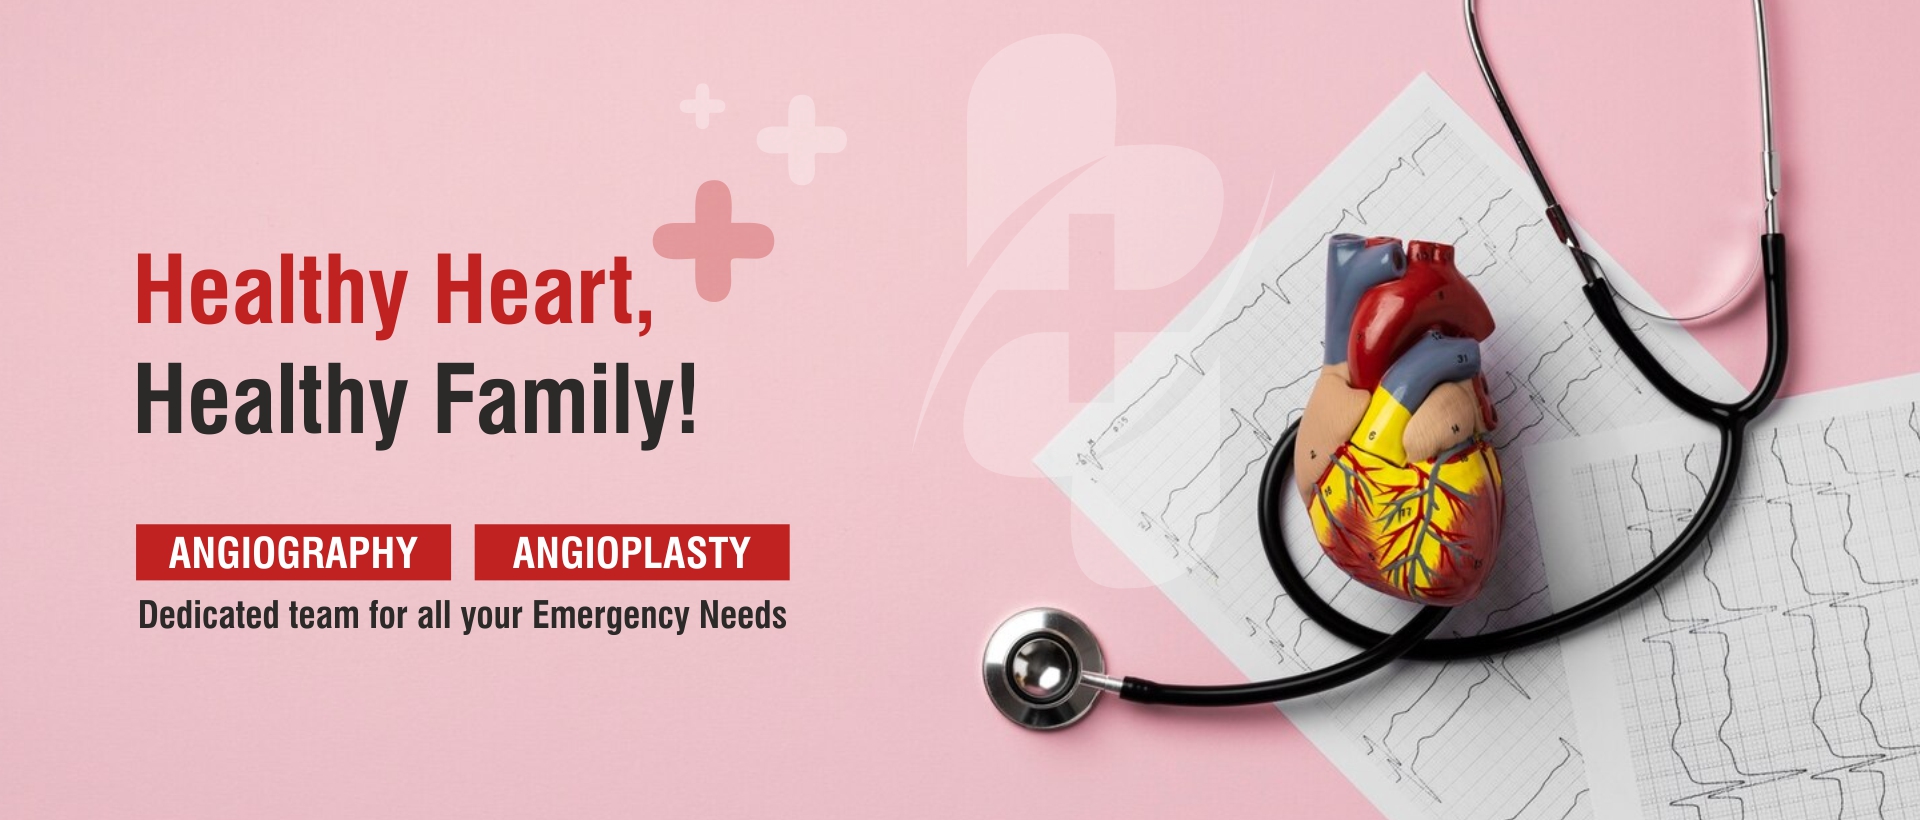 Healthy Heart,
Healthy Family!
ANGIOGRAPHY
ANGIOPLASTY
Dedicated team for all your Emergency Needs